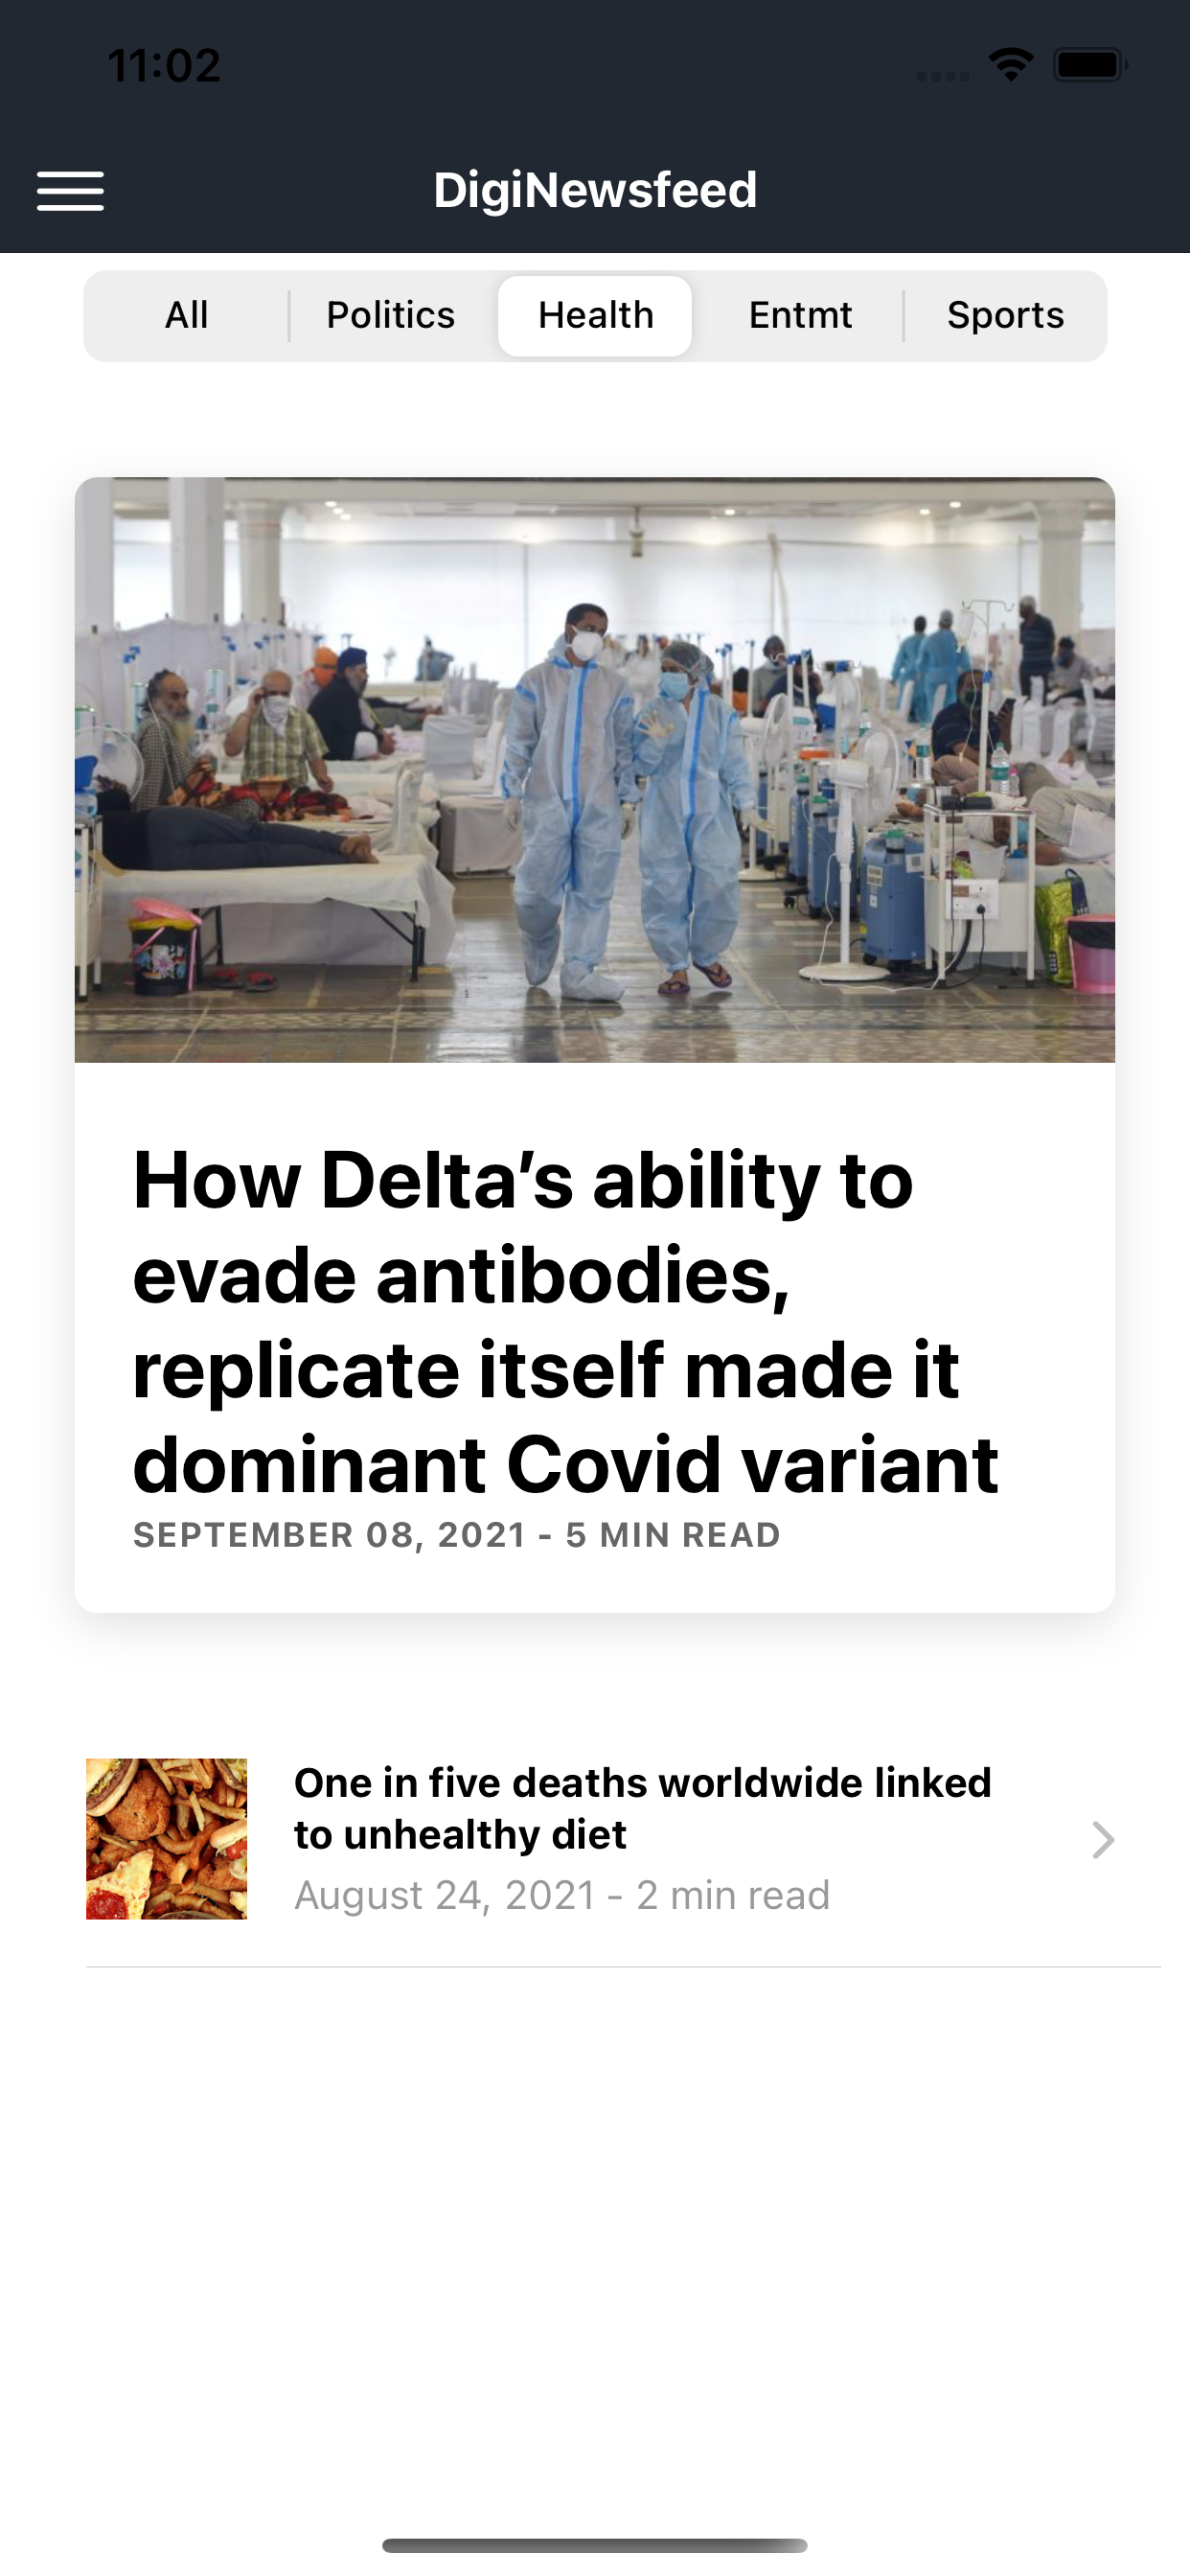 11:02
DigiNewsfeed
All Politics Health Entmt Sports
How Delta’s ability to
evade antibodies,
replicate itself made it
dominant Covid variant
SEPTEMBER 08, 2021 - 5 MIN READ
One in five deaths worldwide linked
to unhealthy diet
August 24, 2021 - 2 min read